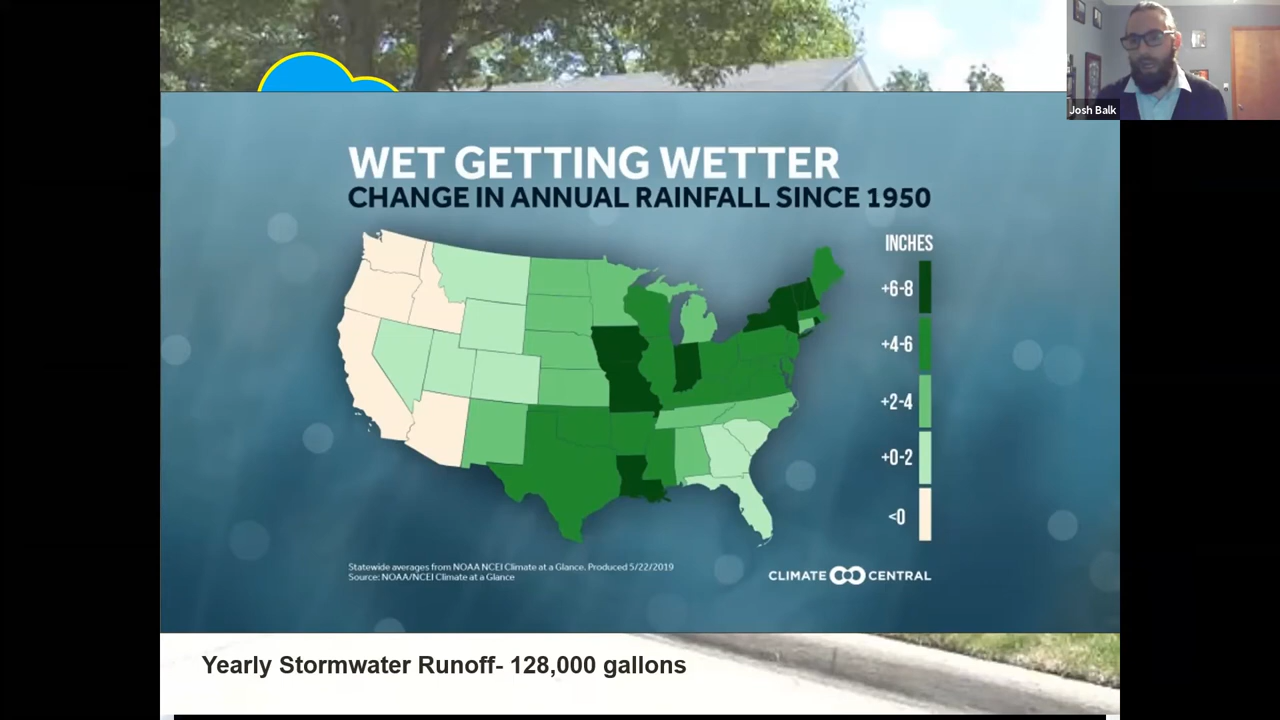 Josh Balk
WET GETTING WETTER
CHANGE IN ANNUAL RAINFALL SINCE 1950
INCHES
+6-8
+4-6
+2-4
+0-2
<0
Statewide averages from NOAA NCEI Climate at a Glance. Produced 5/22/2019
Source: NOAA/NCEI Climate at a Glance
CLIMATE CENTRAL
Yearly Stormwater Runoff- 128,000 gallons